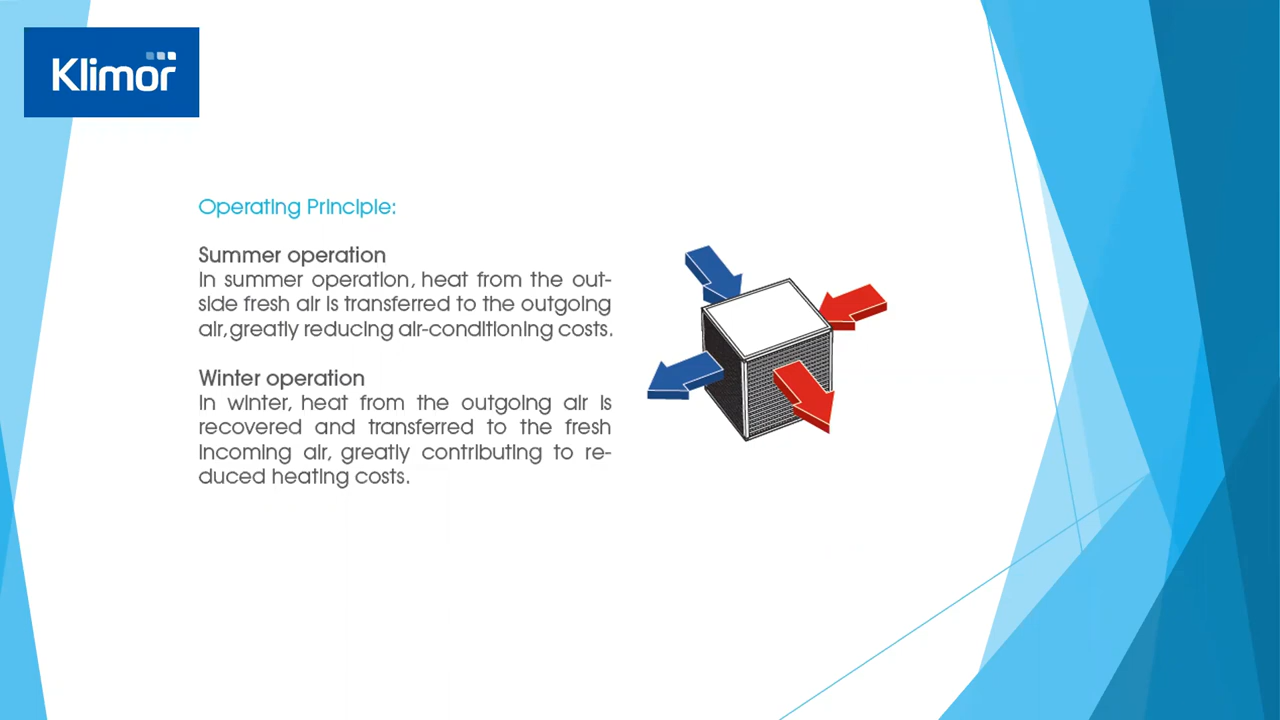 Klimor
Operating Principle:
Summer operation
In summer operation, heat from the out-
side fresh air is transferred to the outgoing
air, greatly reducing air-conditioning costs.
Winter operation
In winter, heat from the outgoing air is
recovered and transferred to the fresh
incoming air, greatly contributing to re-
duced heating costs.